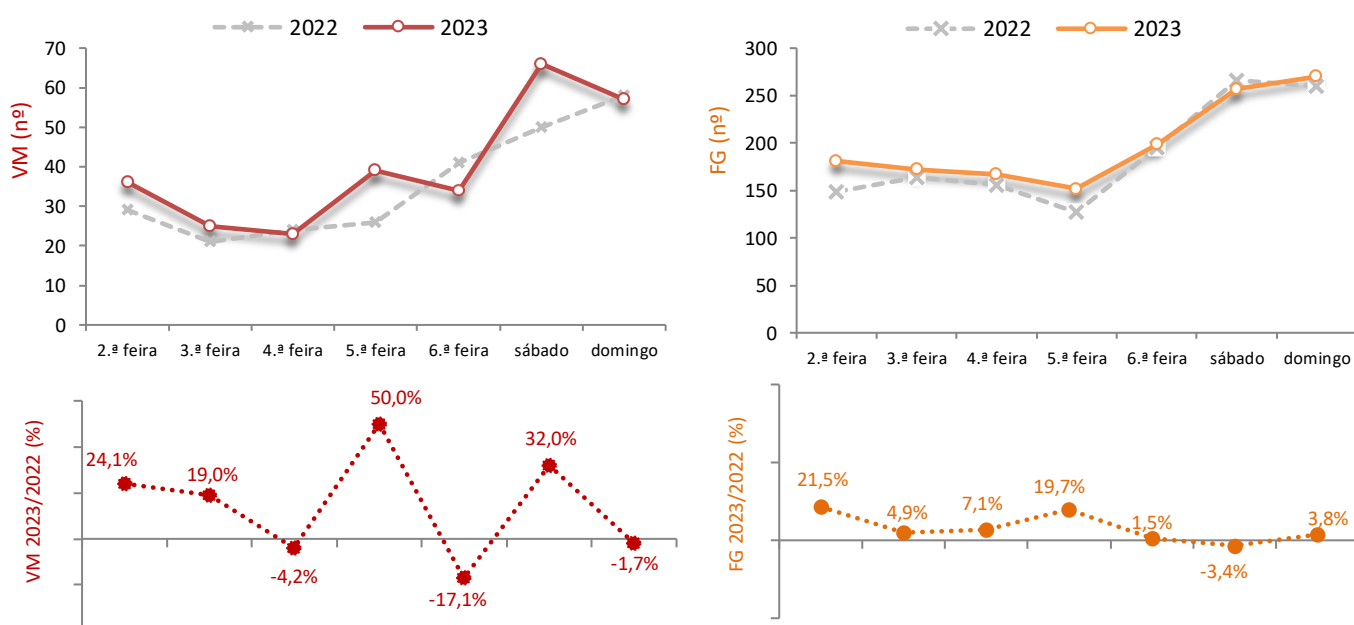 2022 2023
VM (nº)
70
60
50
40
30
20
10
0
2.ª feira 3.ª feira 4.ª feira 5.ª feira 6.ª feira sábado domingo
VM 2023/2022 (%)
24,1% 19,0% -4,2% 50,0% -17,1% 32,0% -1,7%
2022 2023
FG (nº)
300
250
200
150
100
50
0
2.ª feira 3.ª feira 4.ª feira 5.ª feira 6.ª feira sábado domingo
FG 2023/2022 (%)
21,5% 4,9% 7,1% 19,7% 1,5% -3,4% 3,8%